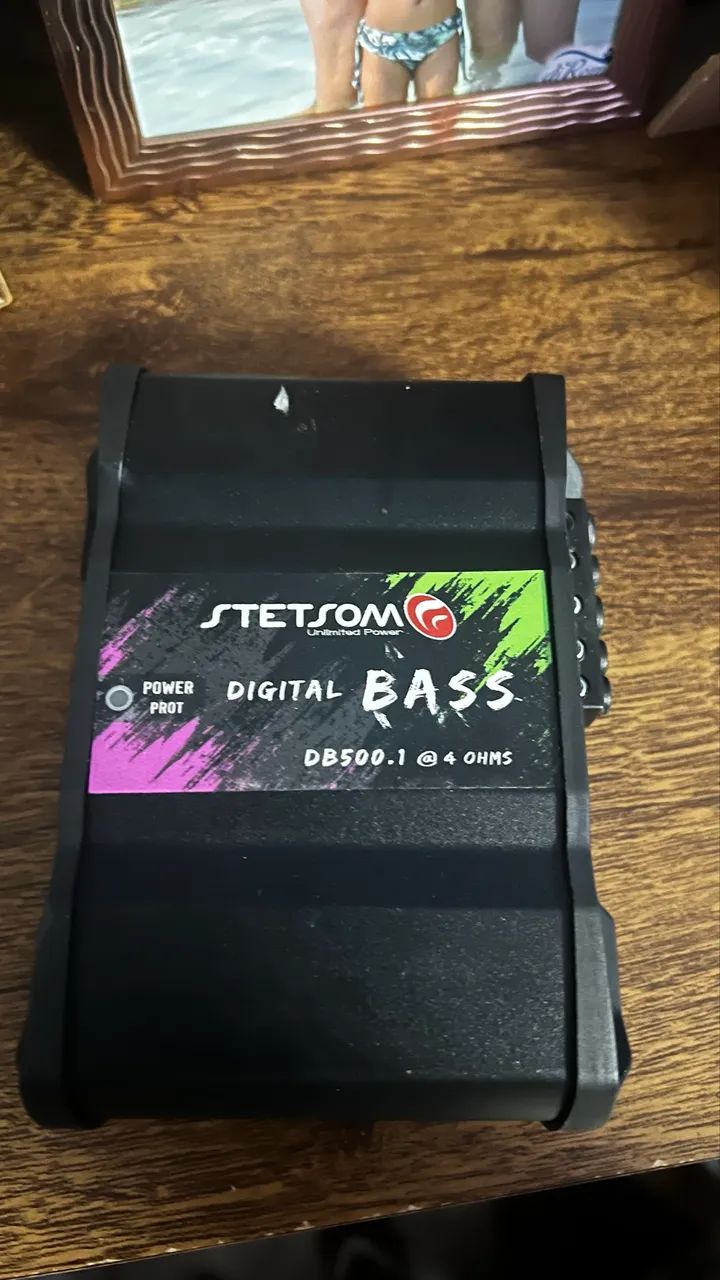 STETSOM
Unlimited Power
POWER
PROT
DIGITAL BASS
DB500.1 @ 4 OHMS